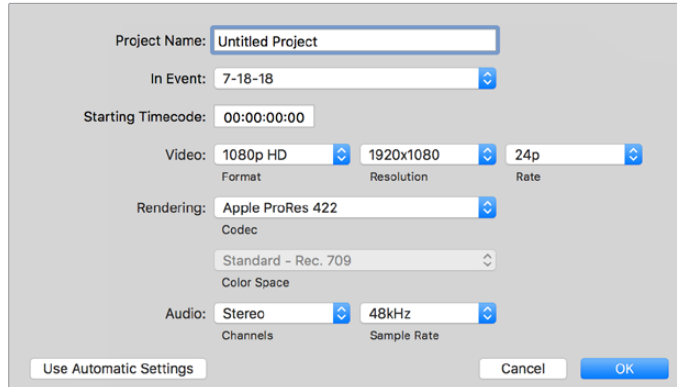 Project Name: Untitled Project
In Event: 7-18-18
Starting Timecode: 00:00:00:00
Video: 1080p HD 1920x1080 24p
Format Resolution Rate
Rendering: Apple ProRes 422
Codec
Standard - Rec. 709
Color Space
Audio: Stereo 48kHz
Channels Sample Rate
Use Automatic Settings Cancel OK